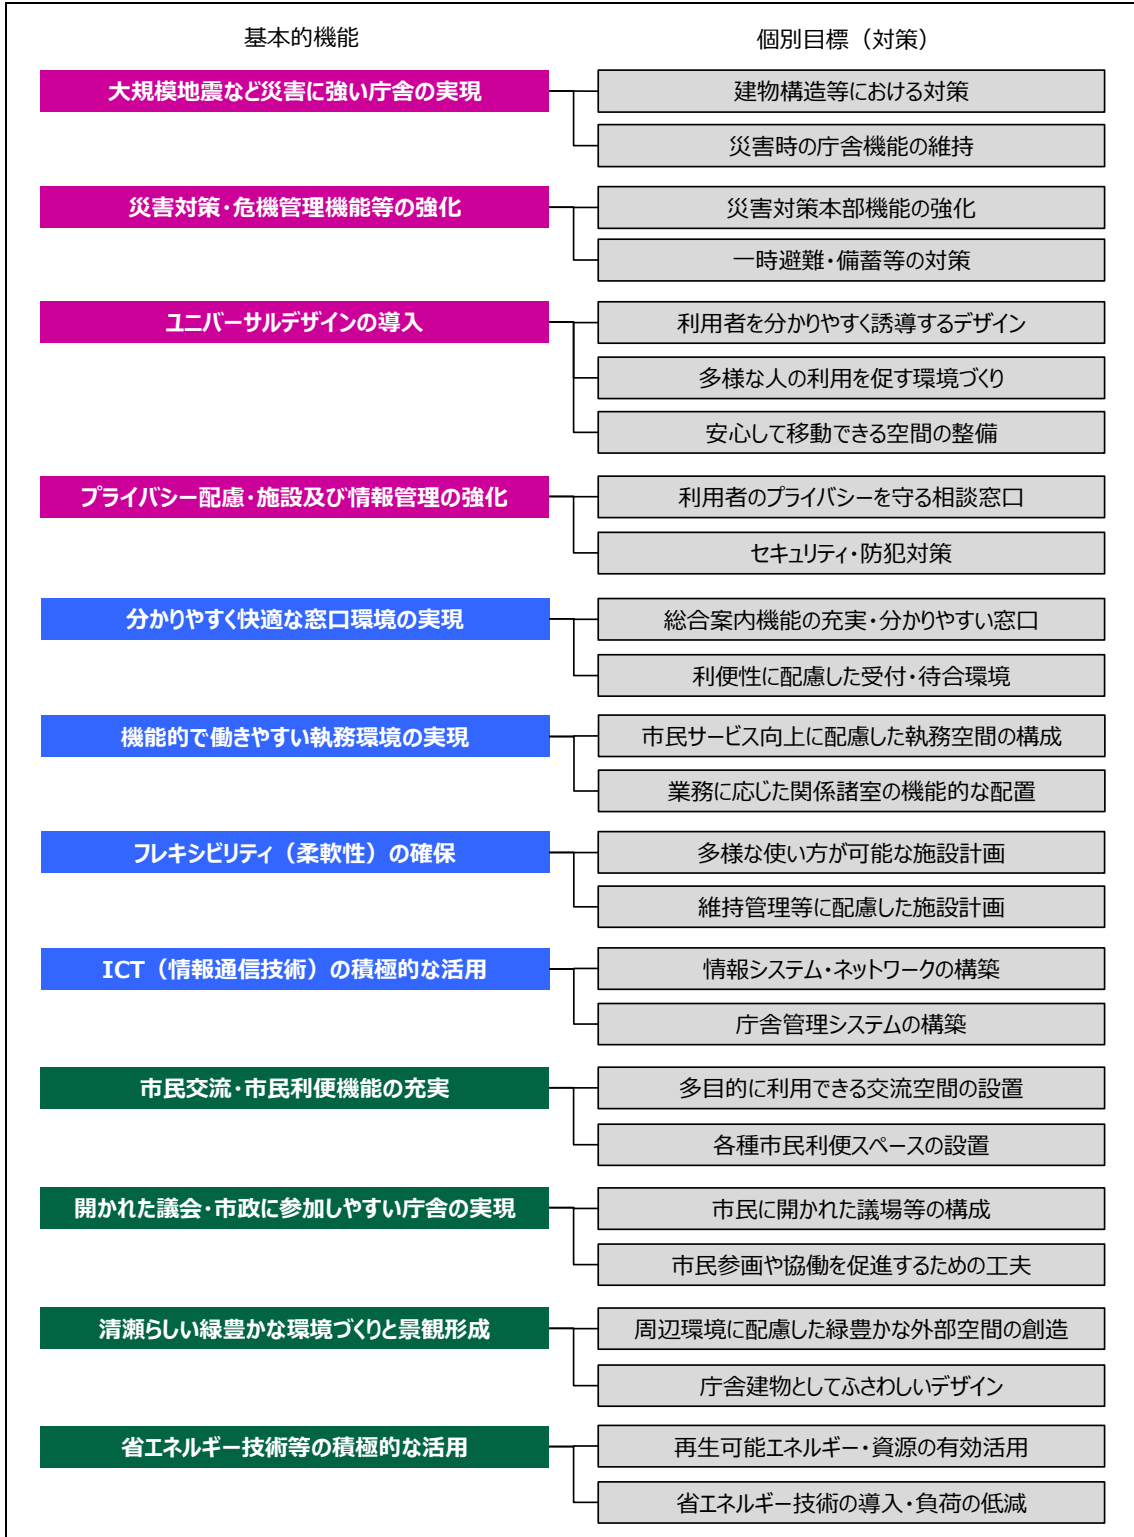 基本的機能
個別目標（対策）
大規模地震など災害に強い庁舎の実現
建物構造等における対策
災害時の庁舎機能の維持
災害対策・危機管理機能等の強化
災害対策本部機能の強化
一時避難・備蓄等の対策
ユニバーサルデザインの導入
利用者を分かりやすく誘導するデザイン
多様な人の利用を促す環境づくり
安心して移動できる空間の整備
プライバシー配慮・施設及び情報管理の強化
利用者のプライバシーを守る相談窓口
セキュリティ・防犯対策
分かりやすく快適な窓口環境の実現
総合案内機能の充実・分かりやすい窓口
利便性に配慮した受付・待合環境
機能的で働きやすい執務環境の実現
市民サービス向上に配慮した執務空間の構成
業務に応じた関係諸室の機能的な配置
フレキシビリティ（柔軟性）の確保
多様な使い方が可能な施設計画
維持管理等に配慮した施設計画
ICT（情報通信技術）の積極的な活用
情報システム・ネットワークの構築
庁舎管理システムの構築
市民交流・市民利便機能の充実
多目的に利用できる交流空間の設置
各種市民利便スペースの設置
開かれた議会・市政に参加しやすい庁舎の実現
市民に開かれた議場等の構成
市民参画や協働を促進するための工夫
清瀬らしい緑豊かな環境づくりと景観形成
周辺環境に配慮した緑豊かな外部空間の創造
庁舎建物としてふさわしいデザイン
省エネルギー技術等の積極的な活用
再生可能エネルギー・資源の有効活用
省エネルギー技術の導入・負荷の低減